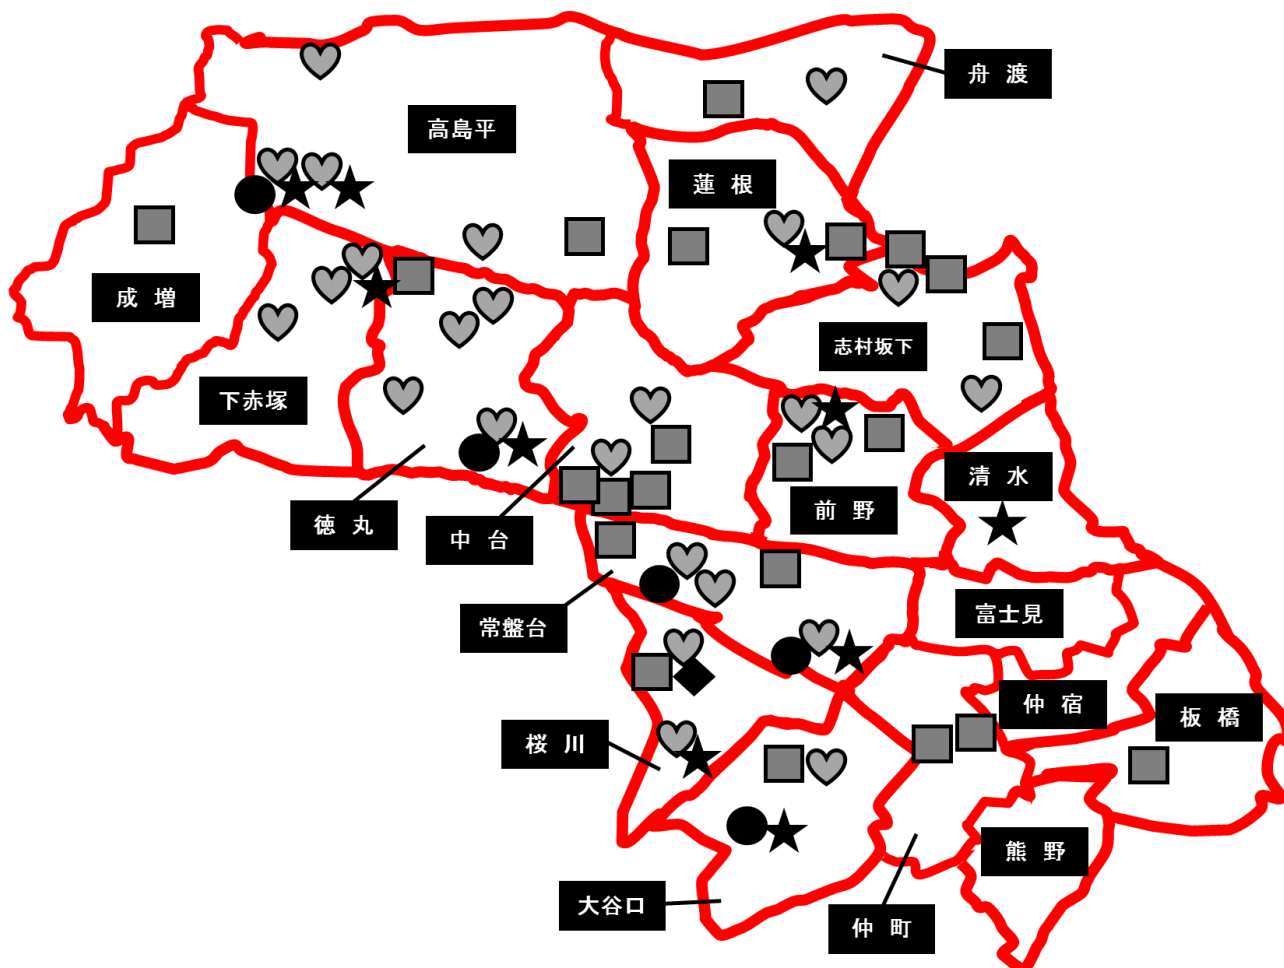 舟 渡
高島平
蓮 根
成 増
志村坂下
下赤塚
清 水
前 野
徳 丸
中 台
富士見
常盤台
仲 宿
板 橋
桜 川
熊 野
大谷口
仲 町